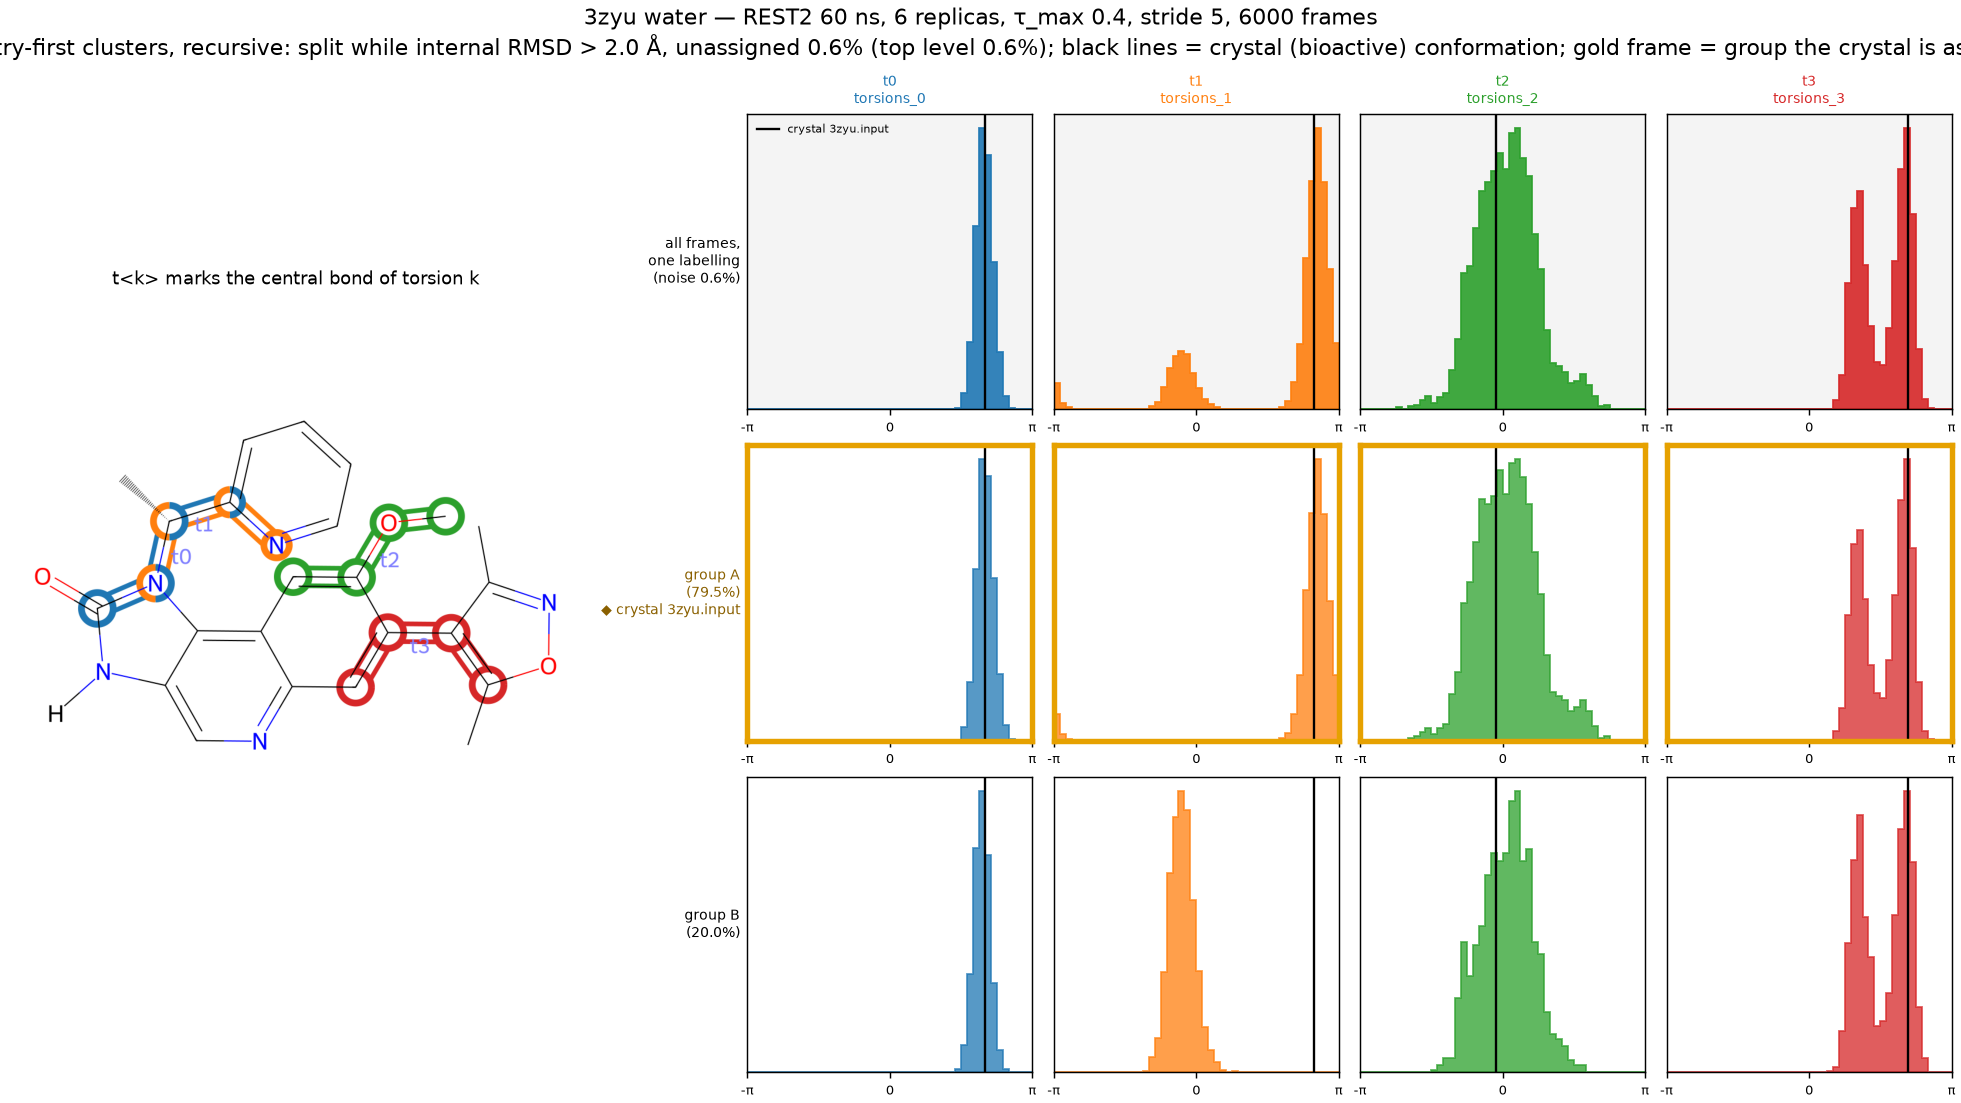 3zyu water — REST2 60 ns, 6 replicas, τ_max 0.4, stride 5, 6000 frames
try-first clusters, recursive: split while internal RMSD > 2.0 Å, unassigned 0.6% (top level 0.6%); black lines = crystal (bioactive) conformation; gold frame = group the crystal is as
t0
torsions_0
t1
torsions_1
t2
torsions_2
t3
torsions_3
t<k> marks the central bond of torsion k
crystal 3zyu.input
all frames,
one labelling
(noise 0.6%)
-π 0 π
-π 0 π
-π 0 π
-π 0 π
group A
(79.5%)
◆ crystal 3zyu.input
-π 0 π
-π 0 π
-π 0 π
-π 0 π
group B
(20.0%)
-π 0 π
-π 0 π
-π 0 π
-π 0 π
t1
t0
t2
t3
O
N
N
O
N
O
N
H
N